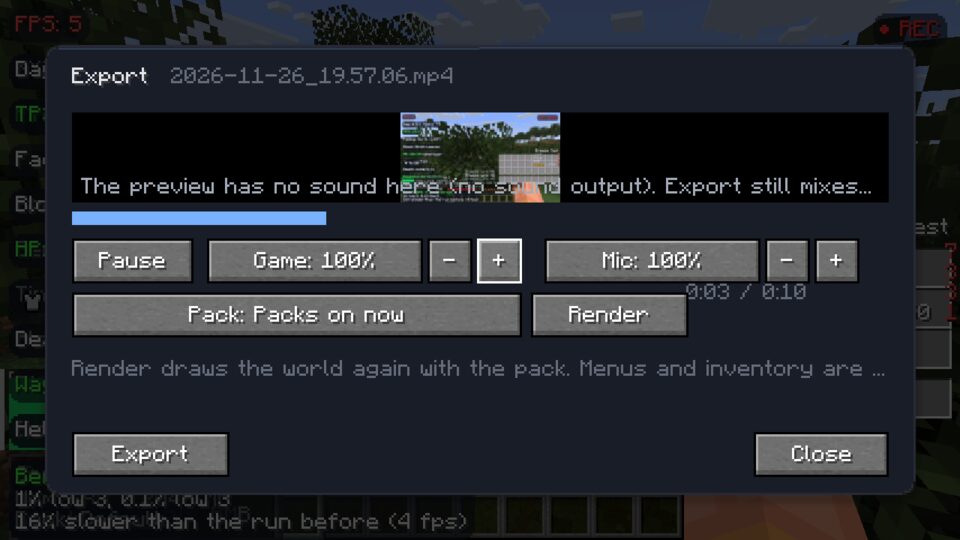 FPS: 5
REC
Export 2026-11-26_19.57.06.mp4
The preview has no sound here (no sound output). Export still mixes...
Pause
Game: 100%
-
+
Mic: 100%
-
+
0:03 / 0:10
Pack: Packs on now
Render
Render draws the world again with the pack. Menus and inventory are ...
Export
Close
1% low 3, 0.1% low 3
16% slower than the run before (4 fps)